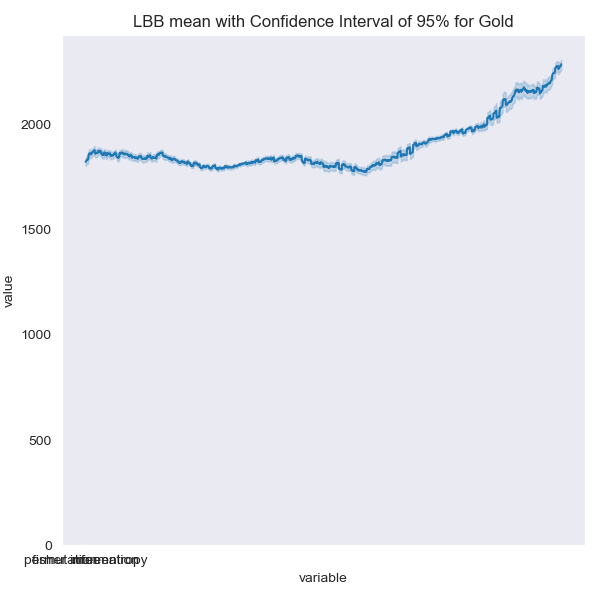 LBB mean with Confidence Interval of 95% for Gold
value
2000
1500
1000
500
0
variable